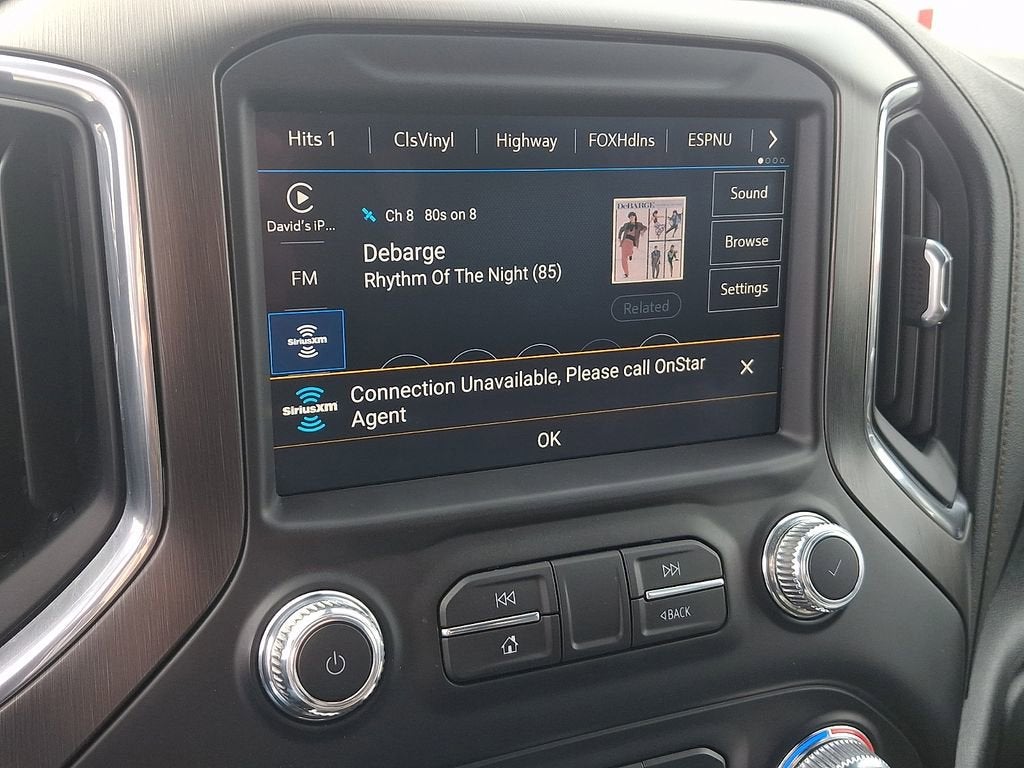 Hits 1 ClsVinyl Highway FOXHdlns ESPNU
David's iP...
Ch 8 80s on 8
DEBARGE
Sound
Debarge
Rhythm Of The Night (85)
Browse
FM
Settings
Related
SiriusXM
SiriusXM
Connection Unavailable, Please call OnStar
Agent
OK
BACK